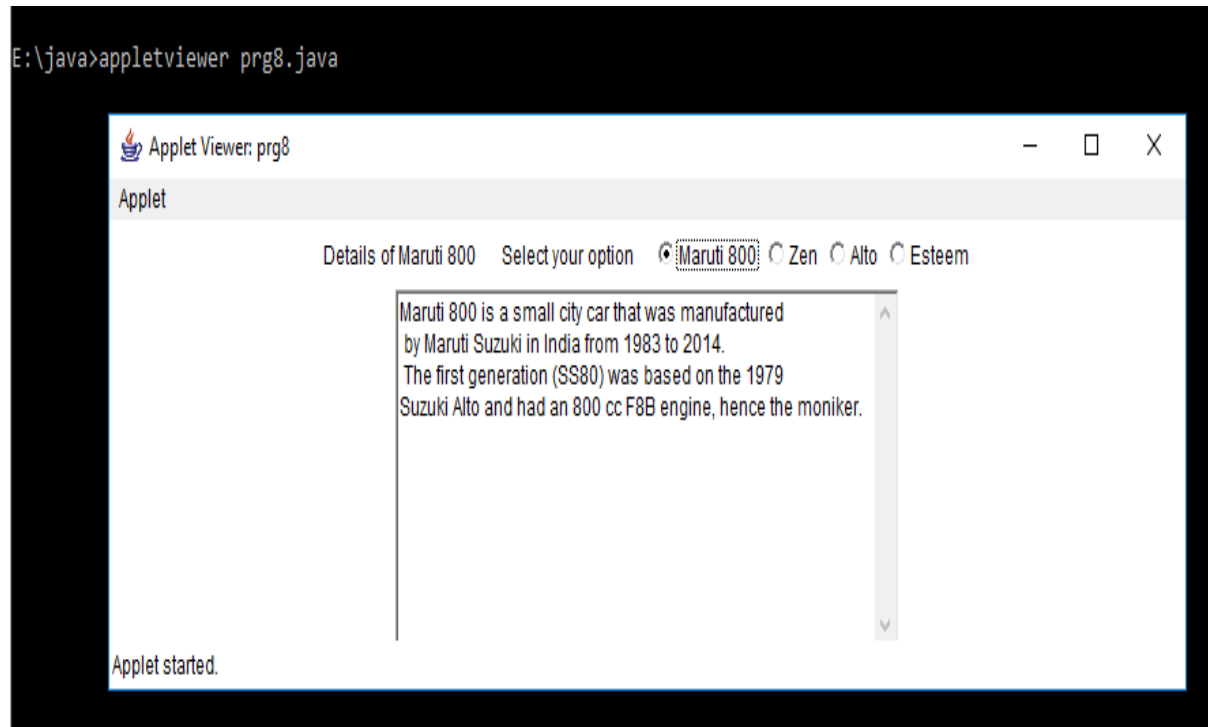 E:\java>appletviewer prg8.java
Applet Viewer: prg8
Applet
Details of Maruti 800 Select your option Maruti 800 Zen Alto Esteem
Maruti 800 is a small city car that was manufactured
by Maruti Suzuki in India from 1983 to 2014.
The first generation (SS80) was based on the 1979
Suzuki Alto and had an 800 cc F8B engine, hence the moniker.
Applet started.